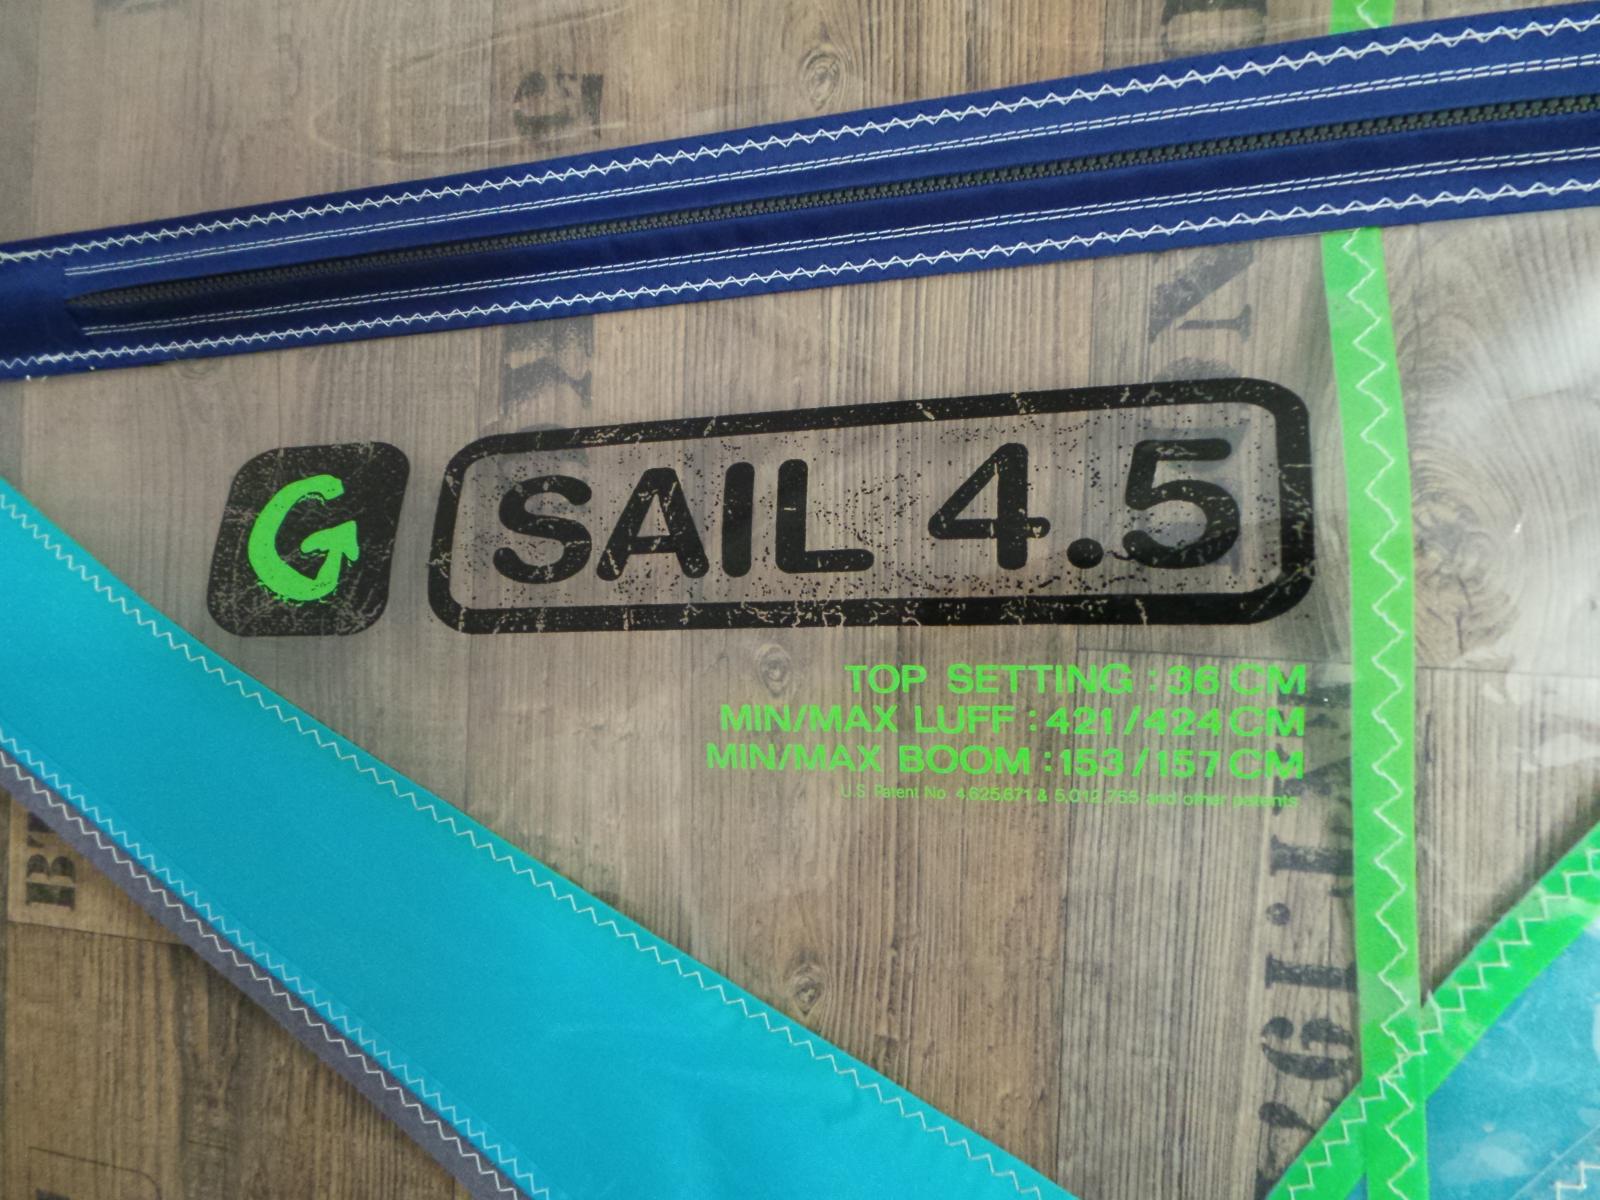 G SAIL 4.5
TOP SETTING : 36 CM
MIN/MAX LUFF : 421/424 CM
MIN/MAX BOOM : 153/157 CM
U.S. Patent No. 4,625,671 & 5,012,755 and other patents